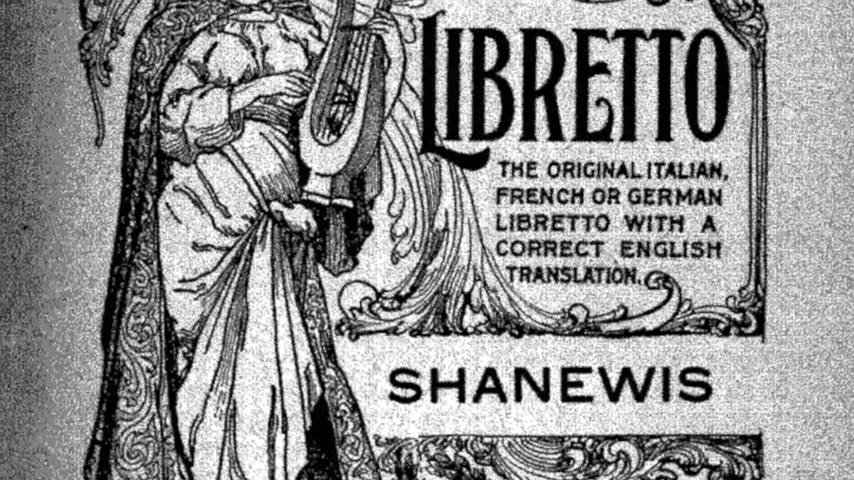 LIBRETTO
THE ORIGINAL ITALIAN,
FRENCH OR GERMAN
LIBRETTO WITH A
CORRECT ENGLISH
TRANSLATION.
SHANEWIS